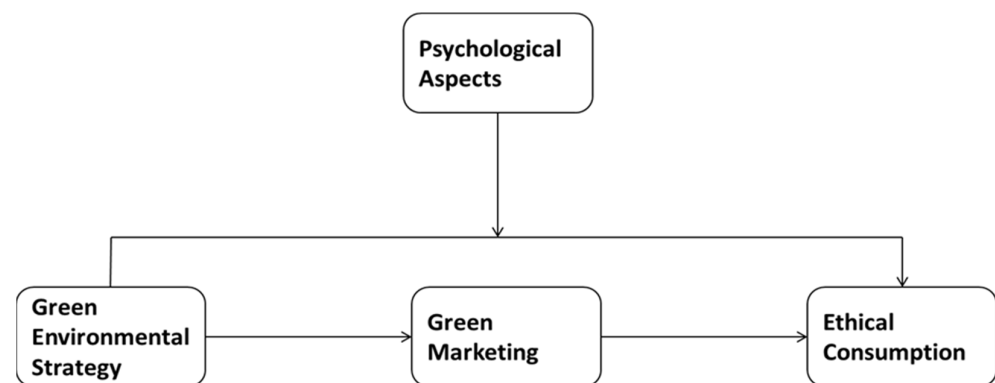 Psychological
Aspects
Green
Environmental
Strategy
Green
Marketing
Ethical
Consumption